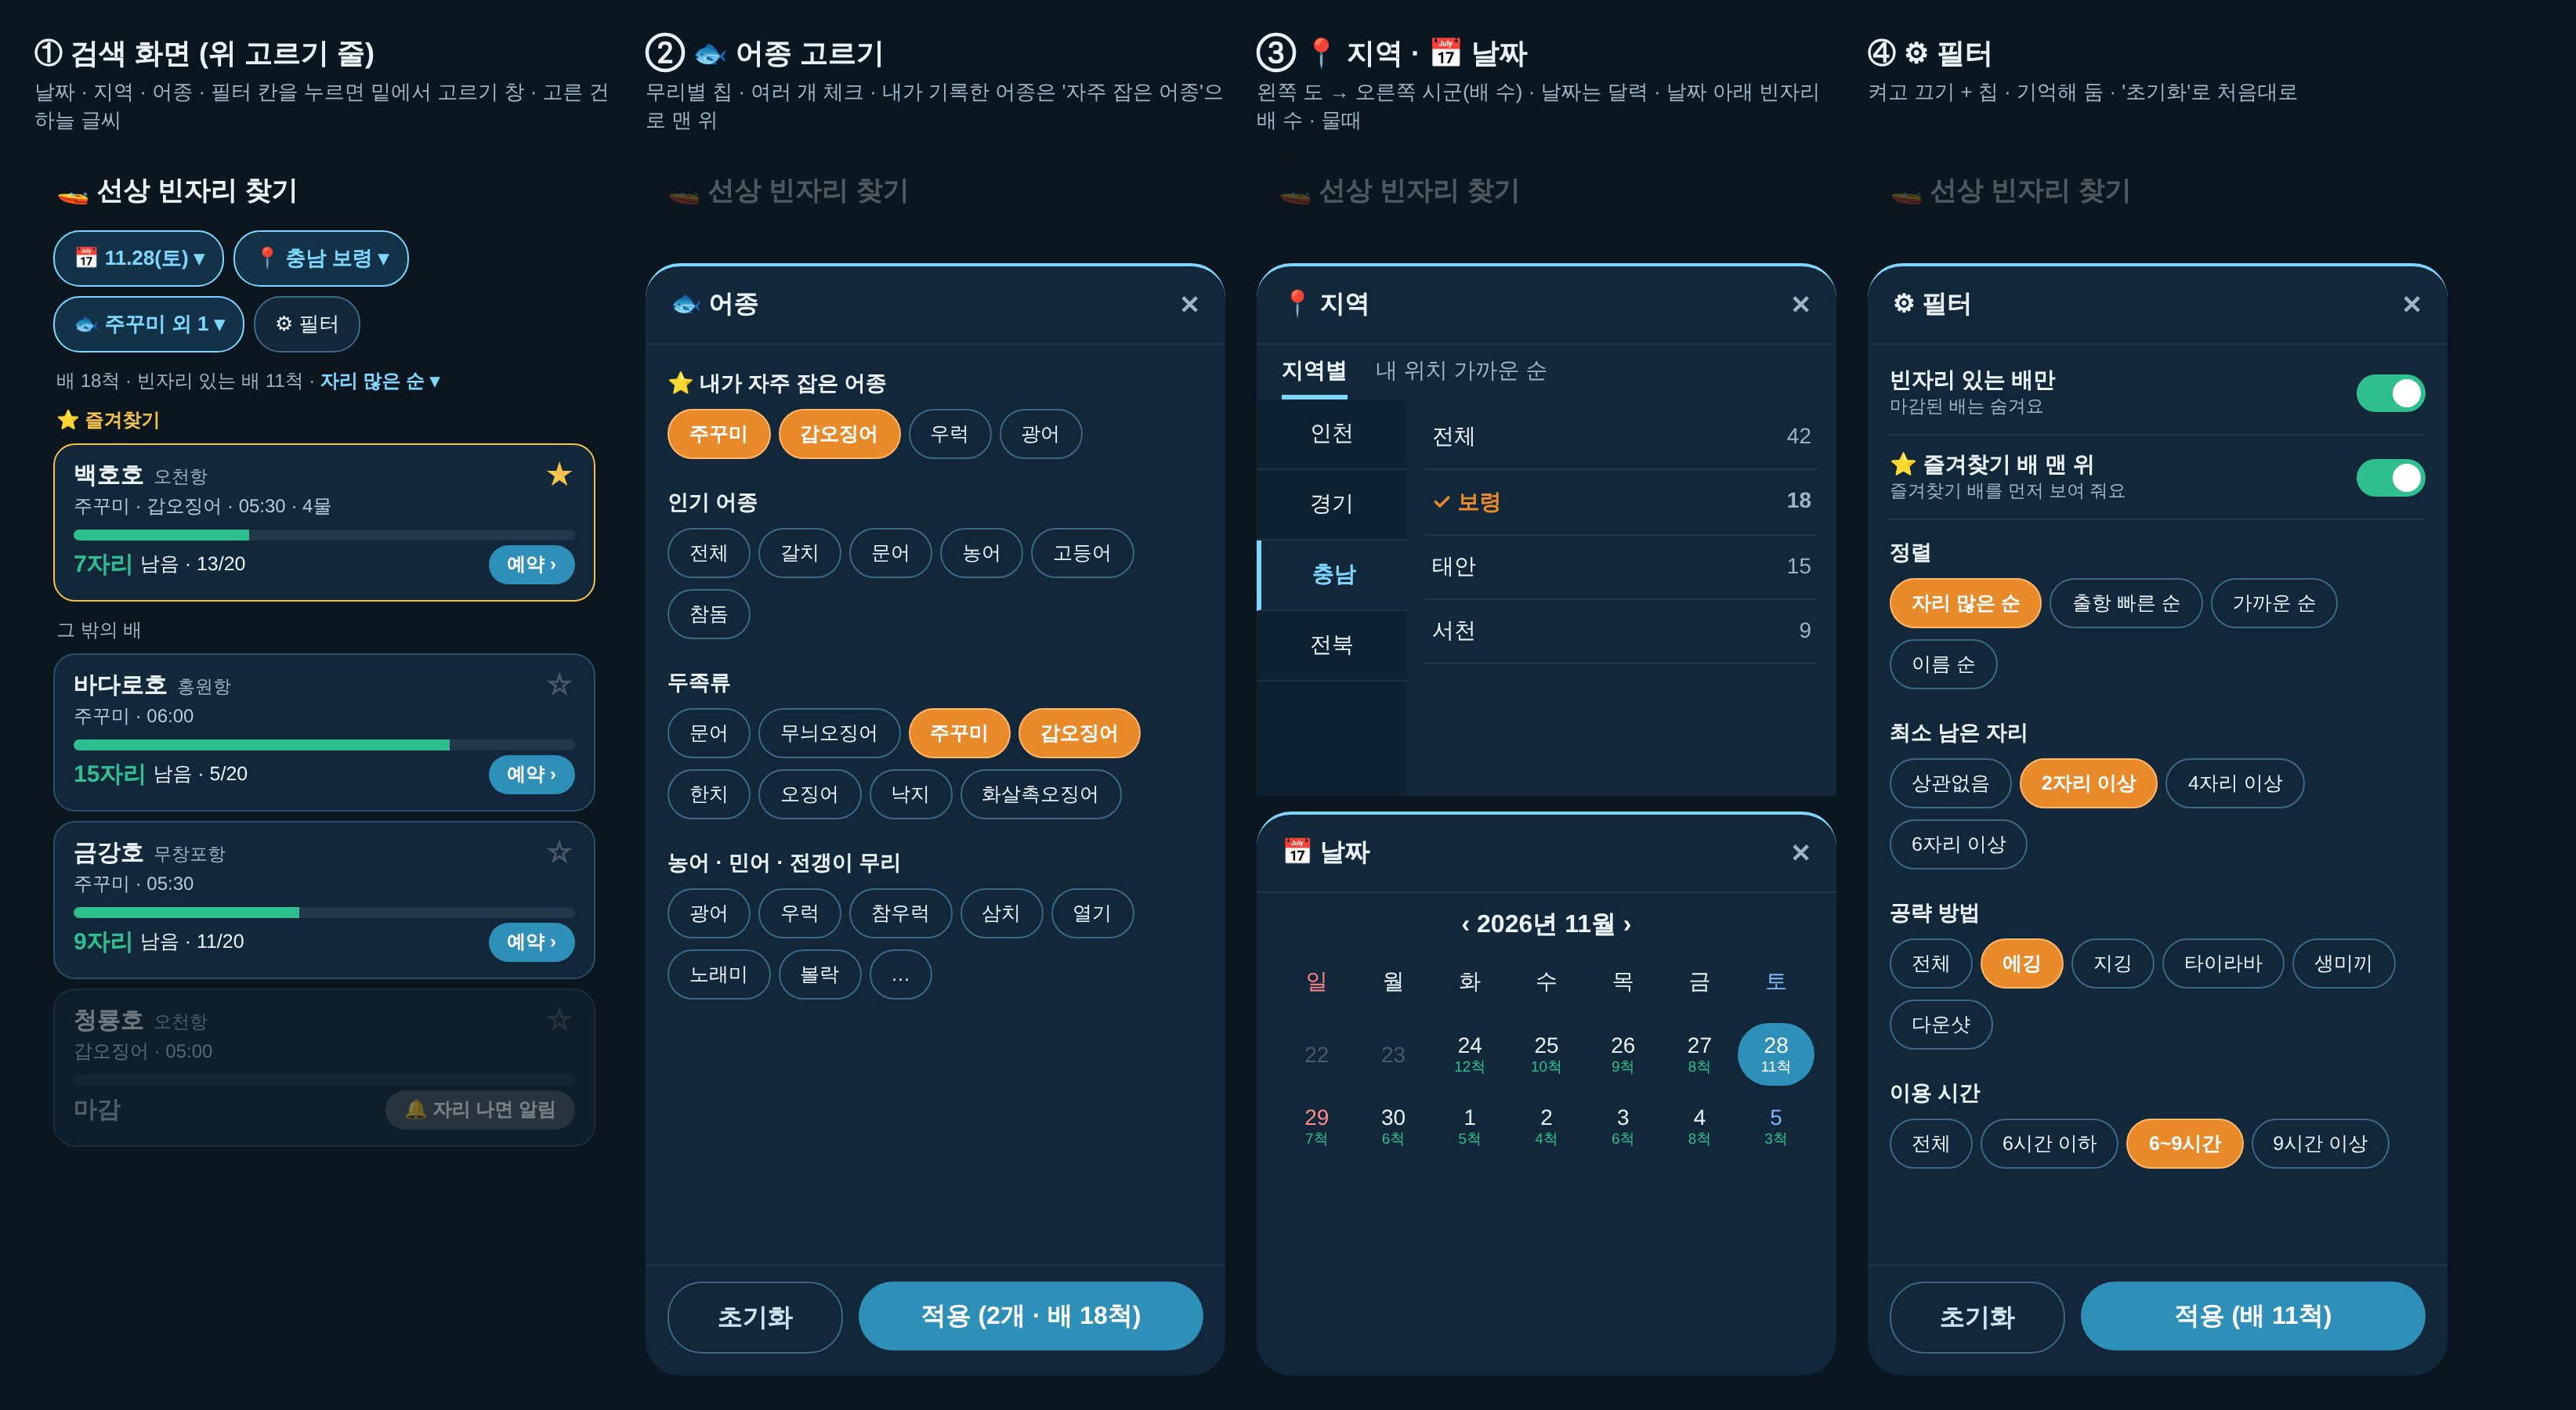 ① 검색 화면 (위 고르기 줄)
날짜 · 지역 · 어종 · 필터 칸을 누르면 밑에서 고르기 창 · 고른 건
하늘 글씨
선상 빈자리 찾기
11.28(토) ▾
충남 보령 ▾
주꾸미 외 1 ▾
필터
배 18척 · 빈자리 있는 배 11척 · 자리 많은 순 ▾
즐겨찾기
백호호 오천항
주꾸미 · 갑오징어 · 05:30 · 4물
7자리 남음 · 13/20
예약 ›
그 밖의 배
바다로호 홍원항
주꾸미 · 06:00
15자리 남음 · 5/20
예약 ›
금강호 무창포항
주꾸미 · 05:30
9자리 남음 · 11/20
예약 ›
청룡호 오천항
갑오징어 · 05:00
마감
자리 나면 알림
② 어종 고르기
무리별 칩 · 여러 개 체크 · 내가 기록한 어종은 '자주 잡은 어종'으
로 맨 위
선상 빈자리 찾기
어종 ✕
내가 자주 잡은 어종
주꾸미 갑오징어 우럭 광어
인기 어종
전체 갈치 문어 농어 고등어
참돔
두족류
문어 무늬오징어 주꾸미 갑오징어
한치 오징어 낙지 화살촉오징어
농어 · 민어 · 전갱이 무리
광어 우럭 참우럭 삼치 열기
노래미 볼락 …
초기화
적용 (2개 · 배 18척)
③ 지역 · 날짜
왼쪽 도 → 오른쪽 시군(배 수) · 날짜는 달력 · 날짜 아래 빈자리
배 수 · 물때
선상 빈자리 찾기
지역 ✕
지역별 내 위치 가까운 순
인천
경기
충남
전북
전체 42
✓ 보령 18
태안 15
서천 9
날짜 ✕
‹ 2026년 11월 ›
일 월 화 수 목 금 토
22 23 24 25 26 27 28
12척 10척 9척 8척 11척
29 30 1 2 3 4 5
7척 6척 5척 4척 6척 8척 3척
④ 필터
켜고 끄기 + 칩 · 기억해 둠 · '초기화'로 처음대로
선상 빈자리 찾기
필터 ✕
빈자리 있는 배만
마감된 배는 숨겨요
즐겨찾기 배 맨 위
즐겨찾기 배를 먼저 보여 줘요
정렬
자리 많은 순 출항 빠른 순 가까운 순
이름 순
최소 남은 자리
상관없음 2자리 이상 4자리 이상
6자리 이상
공략 방법
전체 에깅 지깅 타이라바 생미끼
다운샷
이용 시간
전체 6시간 이하 6~9시간 9시간 이상
초기화
적용 (배 11척)